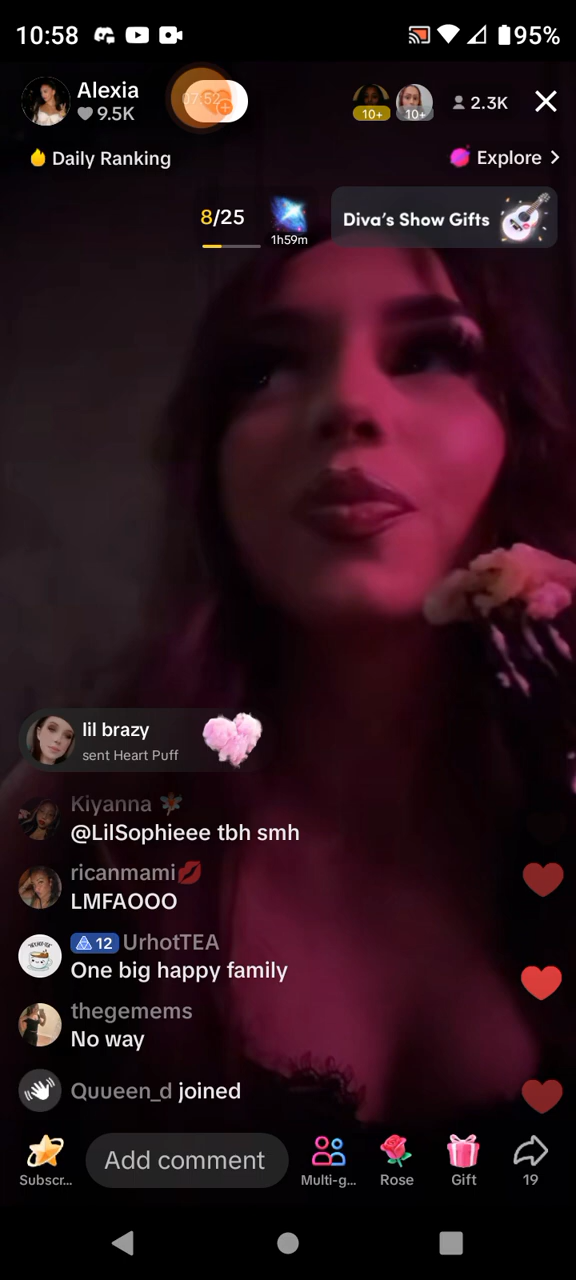 10:58
95%
Alexia
9.5K
07:52
10+
10+
2.3K
Daily Ranking
Explore
8/25
1h59m
Diva's Show Gifts
lil brazy
sent Heart Puff
Kiyanna
@LilSophieee tbh smh
ricanmami
LMFAOOO
12 UrhotTEA
One big happy family
thegemems
No way
Quueen_d joined
Subscr...
Add comment
Multi-g...
Rose
Gift
19